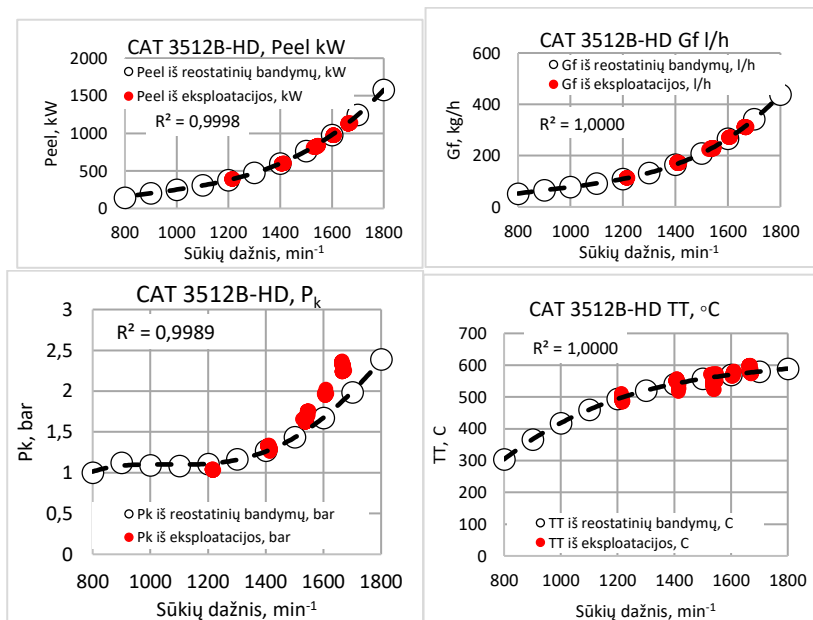 CAT 3512B-HD, Peel kW
2000
1500
1000
500
0
Peel, kW
Peel iš reostatinių bandymų, kW
Peel iš eksploatacijos, kW
R² = 0,9998
800 1000 1200 1400 1600 1800
Sūkių dažnis, min⁻¹
CAT 3512B-HD Gf l/h
600
400
200
0
Gf, kg/h
Gf iš reostatinių bandymų, l/h
Gf iš eksploatacijos, l/h
R² = 1,0000
800 1000 1200 1400 1600 1800
Sūkių dažnis, min⁻¹
CAT 3512B-HD, Pₖ
3
2,5
2
1,5
1
0,5
0
Pk, bar
R² = 0,9989
Pk iš reostatinių bandymų, bar
Pk iš eksploatacijos, bar
800 1000 1200 1400 1600 1800
Sūkių dažnis, min⁻¹
CAT 3512B-HD TT, °C
700
600
500
400
300
200
100
0
TT, C
R² = 1,0000
TT iš reostatinių bandymų, C
TT iš eksploatacijos, C
800 1000 1200 1400 1600 1800
Sūkių dažnis, min⁻¹